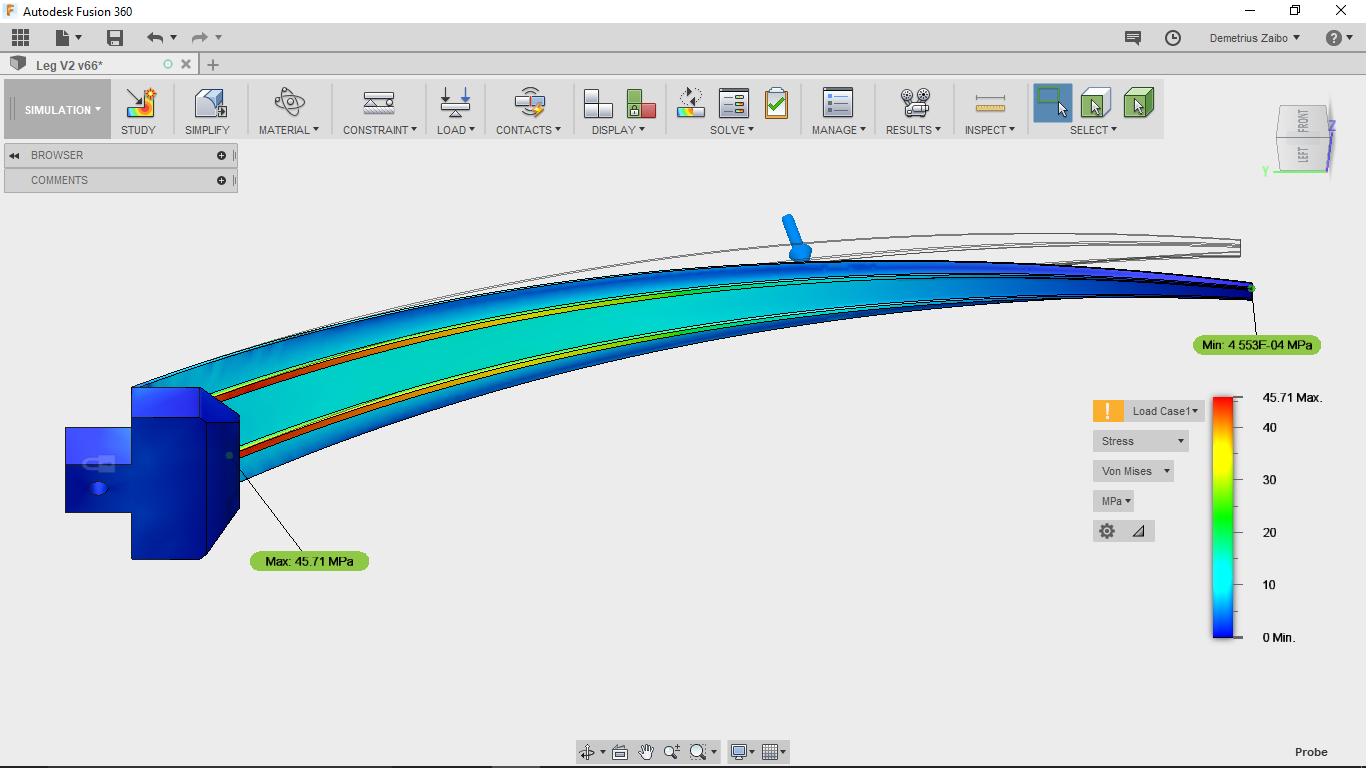 Autodesk Fusion 360
Demetrius Zaibo
Leg V2 v66*
SIMULATION
STUDY
SIMPLIFY
MATERIAL
CONSTRAINT
LOAD
CONTACTS
DISPLAY
SOLVE
MANAGE
RESULTS
INSPECT
SELECT
BROWSER
COMMENTS
FRONT
LEFT
Z
Y
Min: 4 553E-04 MPa
Max: 45.71 MPa
Load Case1
Stress
Von Mises
MPa
45.71 Max.
40
30
20
10
0 Min.
Probe